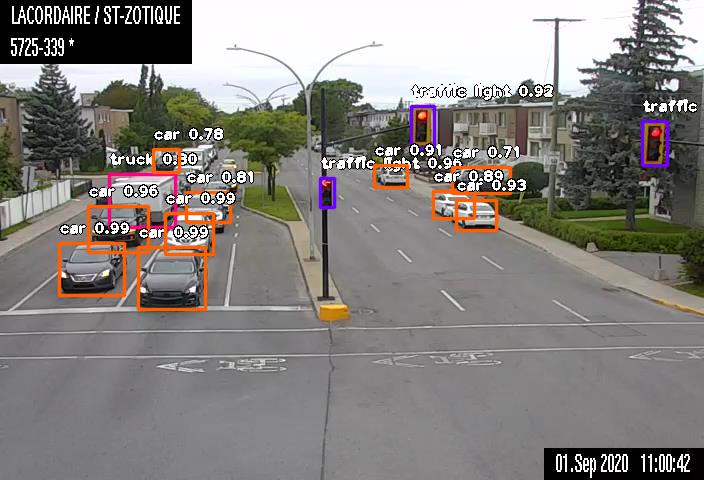 LACORDAIRE / ST-ZOTIQUE
5725-339 *
traffic light 0.92
traffic
car 0.78
car 0.91
car 0.71
truck 0.80
traffic light 0.90
car 0.81
car 0.89
car 0.96
car 0.99
car 0.93
car 0.99
car 0.99
01.Sep 2020 11:00:42